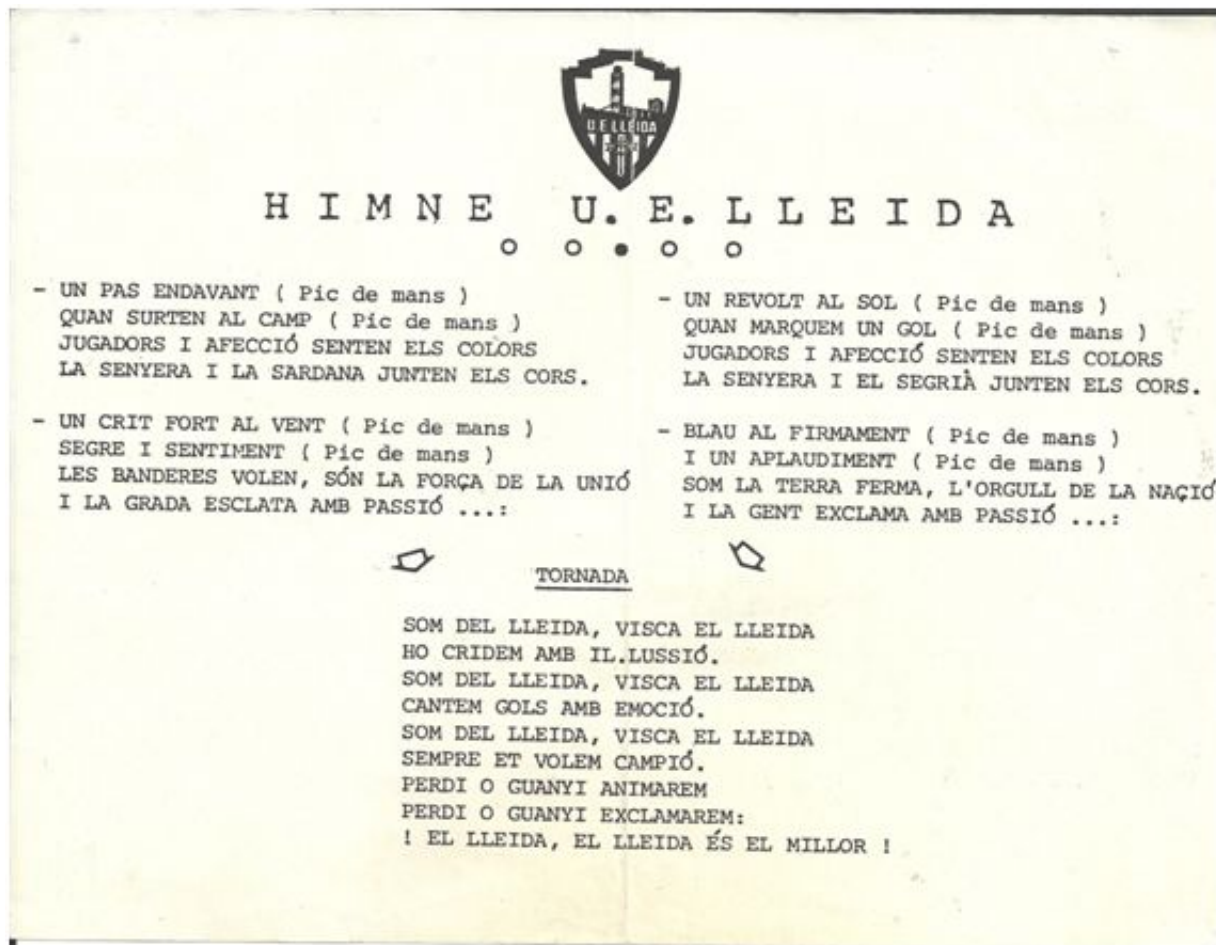 U.E LLEIDA
HIMNE U.E. LLEIDA
- UN PAS ENDAVANT ( Pic de mans )
QUAN SURTEN AL CAMP ( Pic de mans )
JUGADORS I AFECCIÓ SENTEN ELS COLORS
LA SENYERA I LA SARDANA JUNTEN ELS CORS.
- UN CRIT FORT AL VENT ( Pic de mans )
SEGRE I SENTIMENT ( Pic de mans )
LES BANDERES VOLEN, SÓN LA FORÇA DE LA UNIÓ
I LA GRADA ESCLATA AMB PASSIÓ ...:
- UN REVOLT AL SOL ( Pic de mans )
QUAN MARQUEM UN GOL ( Pic de mans )
JUGADORS I AFECCIÓ SENTEN ELS COLORS
LA SENYERA I EL SEGRIÀ JUNTEN ELS CORS.
- BLAU AL FIRMAMENT ( Pic de mans )
I UN APLAUDIMENT ( Pic de mans )
SOM LA TERRA FERMA, L'ORGULL DE LA NAÇIÓ
I LA GENT EXCLAMA AMB PASSIÓ ...:
TORNADA
SOM DEL LLEIDA, VISCA EL LLEIDA
HO CRIDEM AMB IL.LUSSIÓ.
SOM DEL LLEIDA, VISCA EL LLEIDA
CANTEM GOLS AMB EMOCIÓ.
SOM DEL LLEIDA, VISCA EL LLEIDA
SEMPRE ET VOLEM CAMPIÓ.
PERDI O GUANYI ANIMAREM
PERDI O GUANYI EXCLAMAREM:
! EL LLEIDA, EL LLEIDA ÉS EL MILLOR !